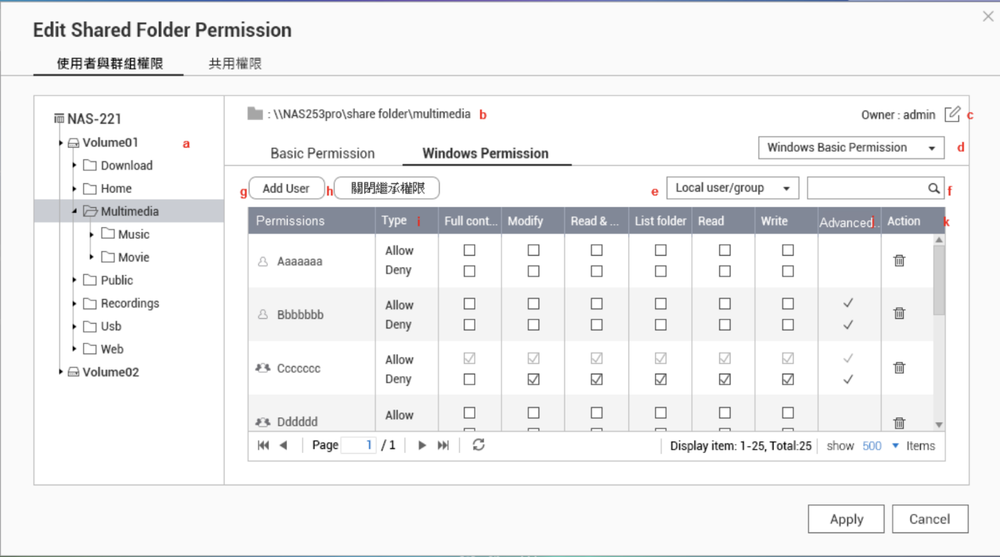 Edit Shared Folder Permission
使用者與群組權限 共用權限
NAS-221
Volume01 a
Download
Home
Multimedia
Music
Movie
Public
Recordings
Usb
Web
Volume02
: \\NAS253pro\share folder\multimedia b
Owner : admin c
Basic Permission Windows Permission
Windows Basic Permission d
g Add User h 關閉繼承權限
e Local user/group f
Permissions Type i Full cont... Modify Read & ... List folder Read Write Advanced.. j Action k
Aaaaaaa Allow
Deny
Bbbbbbb Allow
Deny
Ccccccc Allow
Deny
Dddddd Allow
Page 1 / 1 Display item: 1-25, Total:25 show 500 Items
Apply Cancel